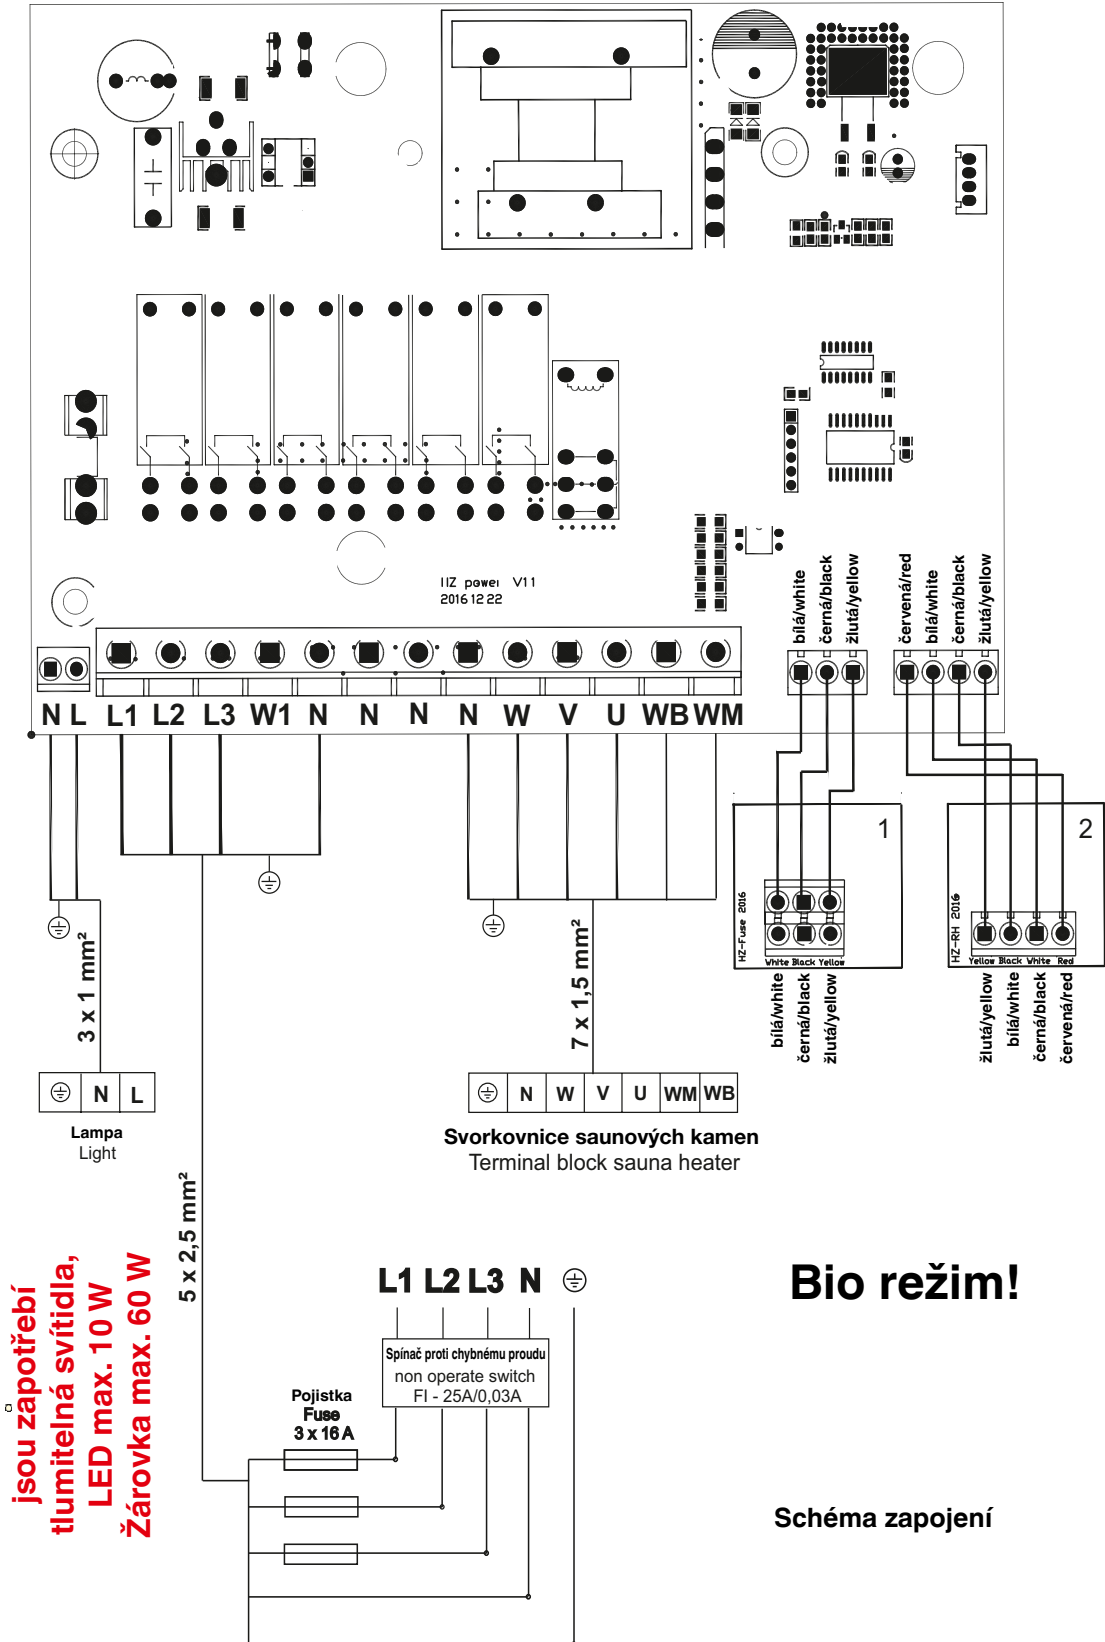 IIZ power V11
2016 12 22
bílá/white
černá/black
žlutá/yellow
červená/red
bílá/white
černá/black
žlutá/yellow
N L L1 L2 L3 W1 N N N N W V U WB WM
1
2
HZ-Fuse 2016
White Black Yellow
HZ-RH 2016
Yellow Black White Red
bílá/white
černá/black
žlutá/yellow
žlutá/yellow
bílá/white
černá/black
červená/red
3 x 1 mm²
7 x 1,5 mm²
N L
Lampa
Light
N W V U WM WB
Svorkovnice saunových kamen
Terminal block sauna heater
5 x 2,5 mm²
jsou zapotřebí
tlumitelná svítidla,
LED max. 10 W
Žárovka max. 60 W
L1 L2 L3 N
Spínač proti chybnému proudu
non operate switch
FI - 25A/0,03A
Pojistka
Fuse
3 x 16 A
Bio režim!
Schéma zapojení